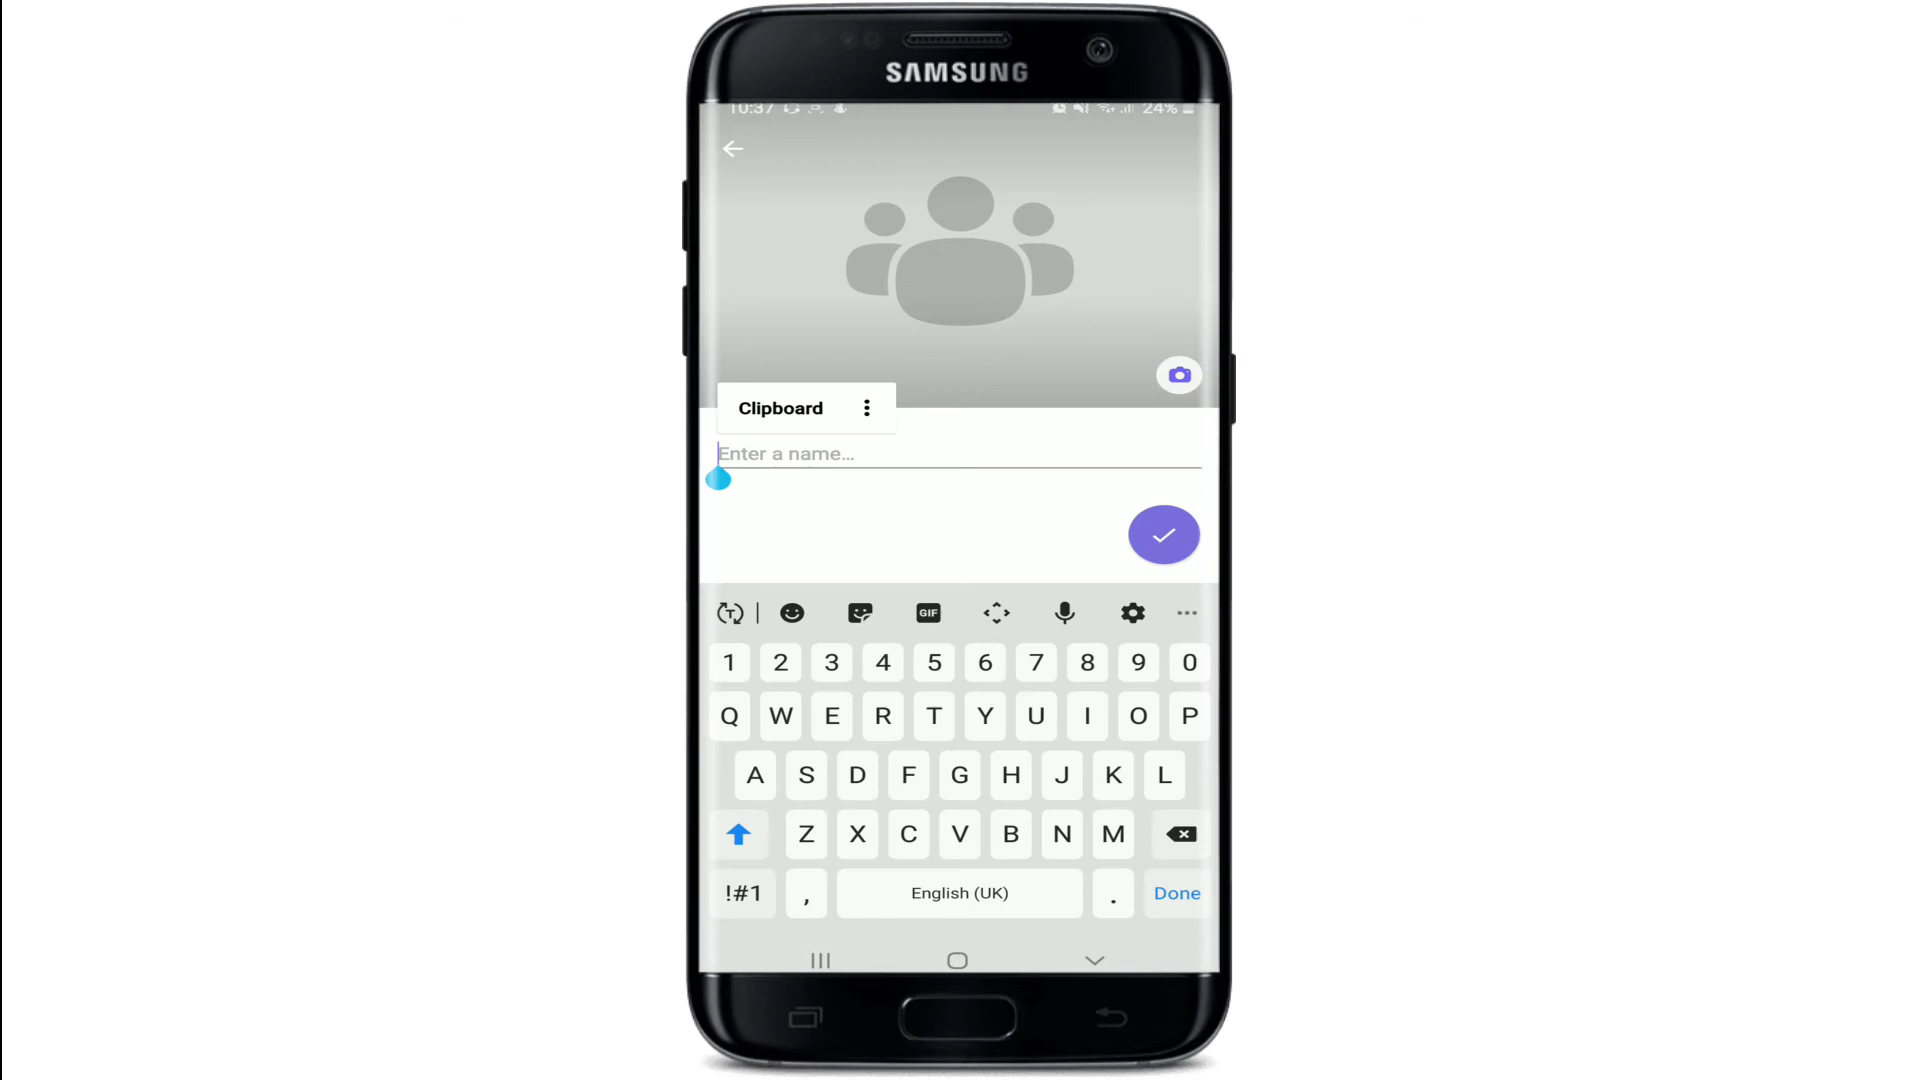 SAMSUNG
10:37 24%
Clipboard
Enter a name...
GIF
1 2 3 4 5 6 7 8 9 0
Q W E R T Y U I O P
A S D F G H J K L
Z X C V B N M
!#1 , English (UK) . Done